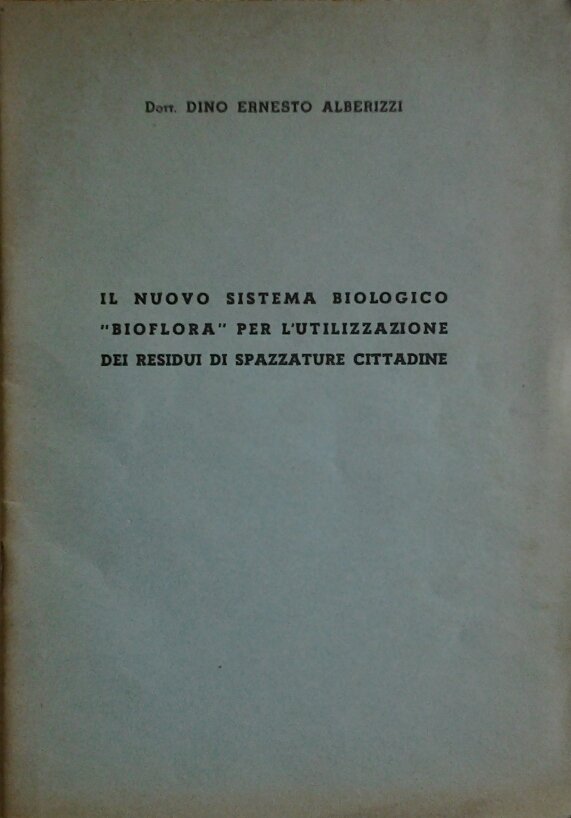 Dott. DINO ERNESTO ALBERIZZI
IL NUOVO SISTEMA BIOLOGICO
"BIOFLORA" PER L'UTILIZZAZIONE
DEI RESIDUI DI SPAZZATURE CITTADINE